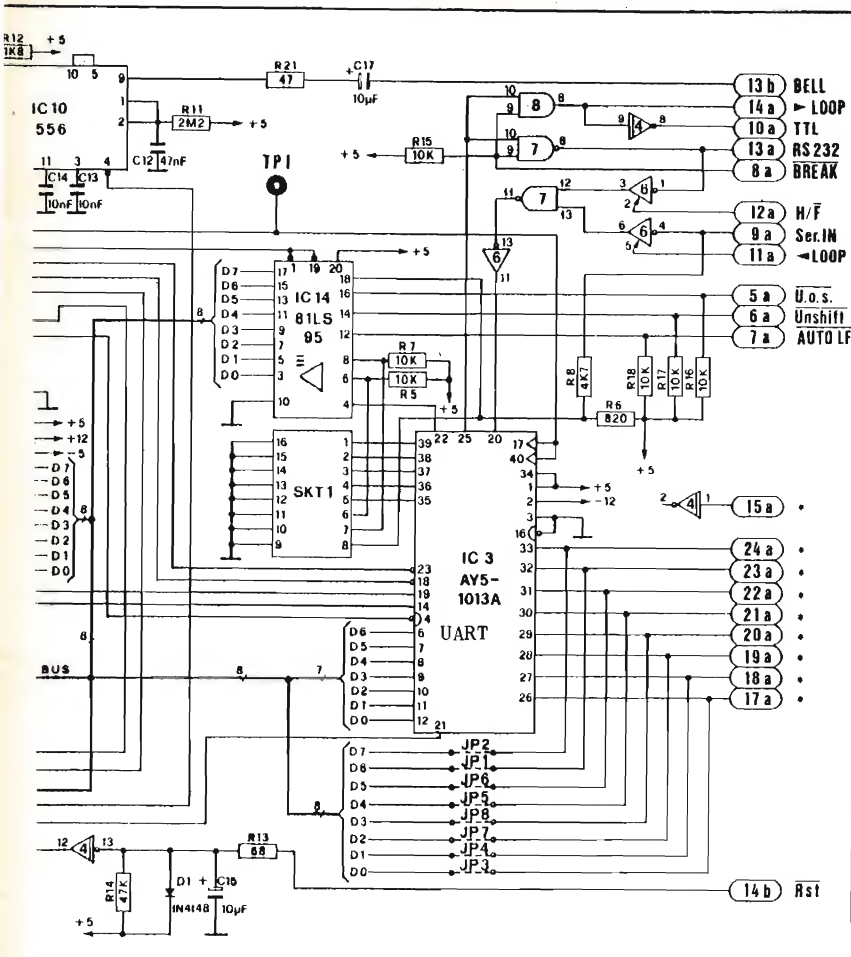 R12 +5
1K8
10 5
9
IC10
556
1
2
R11
2M2
+5
11 3 4
C14
C13
10nF
10nF
C12
47nF
R21
47
+C17
10µF
TP1
R15
10K
+5
10
9
8
8
9
4
8
10
9
7
8
11
7
12
13
3
6
1
2
6
6
4
5
13
6
11
13b BELL
14a ► LOOP
10a TTL
13a RS232
8a BREAK
12a H/F
9a Ser.IN
11a ◄LOOP
5a U.o.s.
6a Unshift
7a AUTO LF
1 19 20
+5
D7 17
D6 15
D5 13
D4 11
D3 9
D2 7
D1 5
D0 3
10
8
IC14
81LS
95
18
16
14
12
8
6
4
R7
10K
10K
R5
+5
R8
4K7
R18
10K
R17
10K
R16
10K
R6
820
+5
16 1
15 2
14 3
13 4
12 5
11 6
10 7
9 8
SKT1
22 25 20
39
38
37
36
35
17
40
34
1 +5
2 -12
3
16
23
18
19
14
4
IC 3
AY5-
1013A
UART
33
32
31
30
29
28
27
26
2 4 1
15a •
24a •
23a •
22a •
21a •
20a •
19a •
18a •
17a •
+5
+12
-5
D7
D6
D5
D4
D3
D2
D1
D0
8
8
BUS
8
7
D6 6
D5 7
D4 8
D3 9
D2 10
D1 11
D0 12
21
8
D7 JP2
D6 JP1
D5 JP6
D4 JP5
D3 JP8
D2 JP7
D1 JP4
D0 JP3
12 4 13
R13
68
R14
47K
D1
1N4148
+ C15
10µF
+5
14b Rst